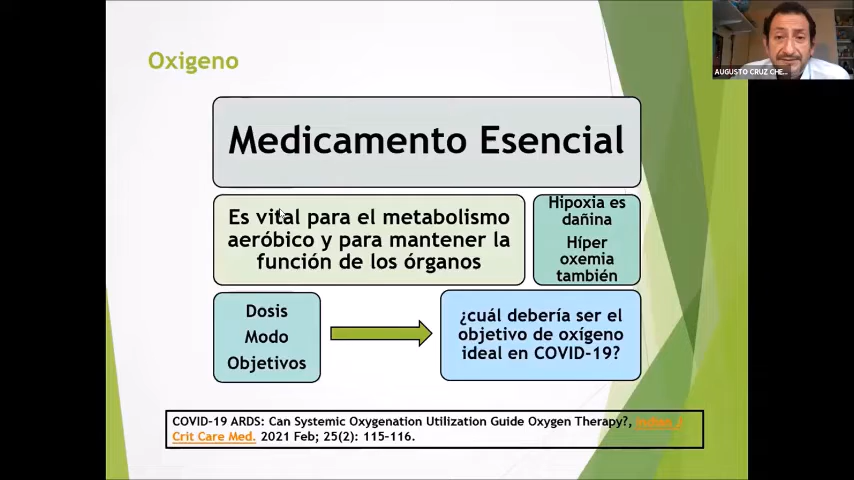 AUGUSTO CRUZ CHE...
Oxigeno
Medicamento Esencial
Es vital para el metabolismo
aeróbico y para mantener la
función de los órganos
Hipoxia es
dañina
Híper
oxemia
también
Dosis
Modo
Objetivos
¿cuál debería ser el
objetivo de oxígeno
ideal en COVID-19?
COVID-19 ARDS: Can Systemic Oxygenation Utilization Guide Oxygen Therapy?,
Crit Care Med. 2021 Feb; 25(2): 115–116.